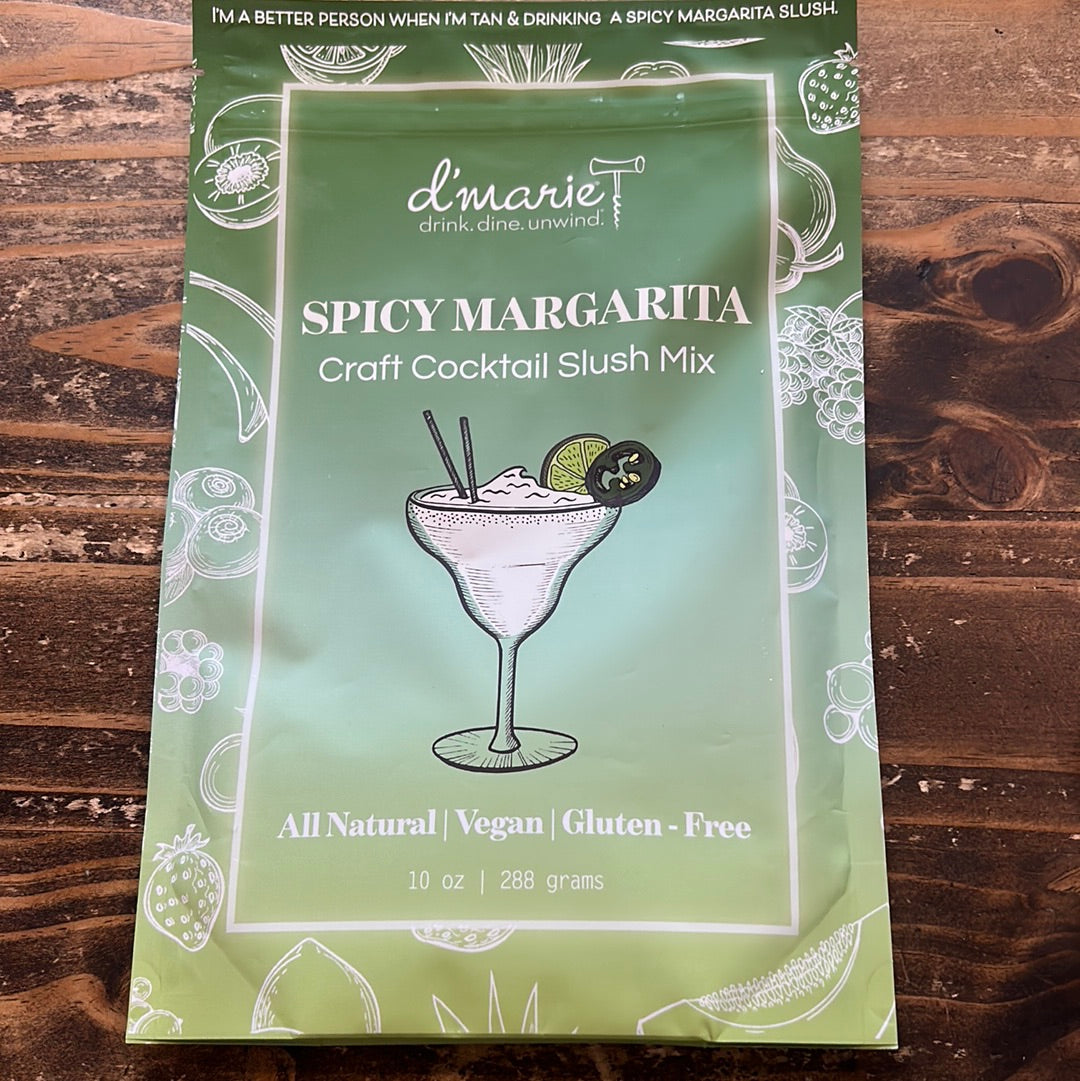 I'M A BETTER PERSON WHEN I'M TAN & DRINKING A SPICY MARGARITA SLUSH.
d'marie
drink. dine. unwind.
SPICY MARGARITA
Craft Cocktail Slush Mix
All Natural | Vegan | Gluten - Free
10 oz | 288 grams